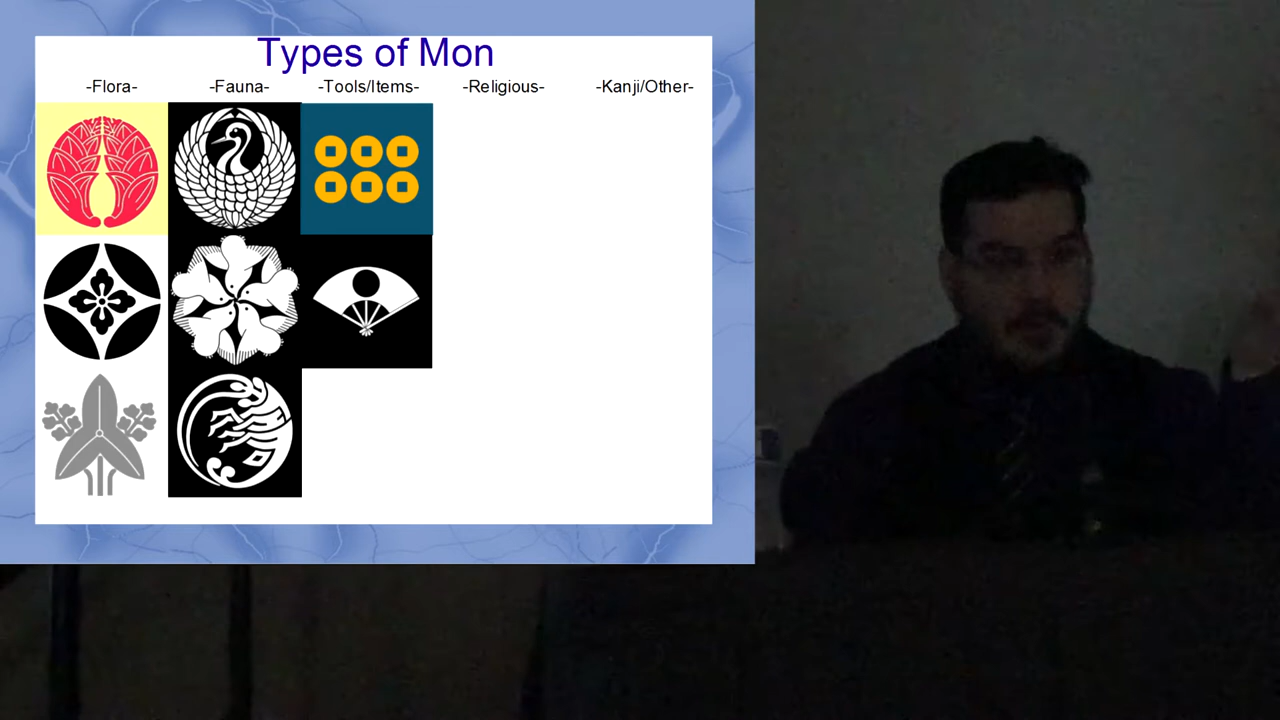 Types of Mon
-Flora-
-Fauna-
-Tools/Items-
-Religious-
-Kanji/Other-